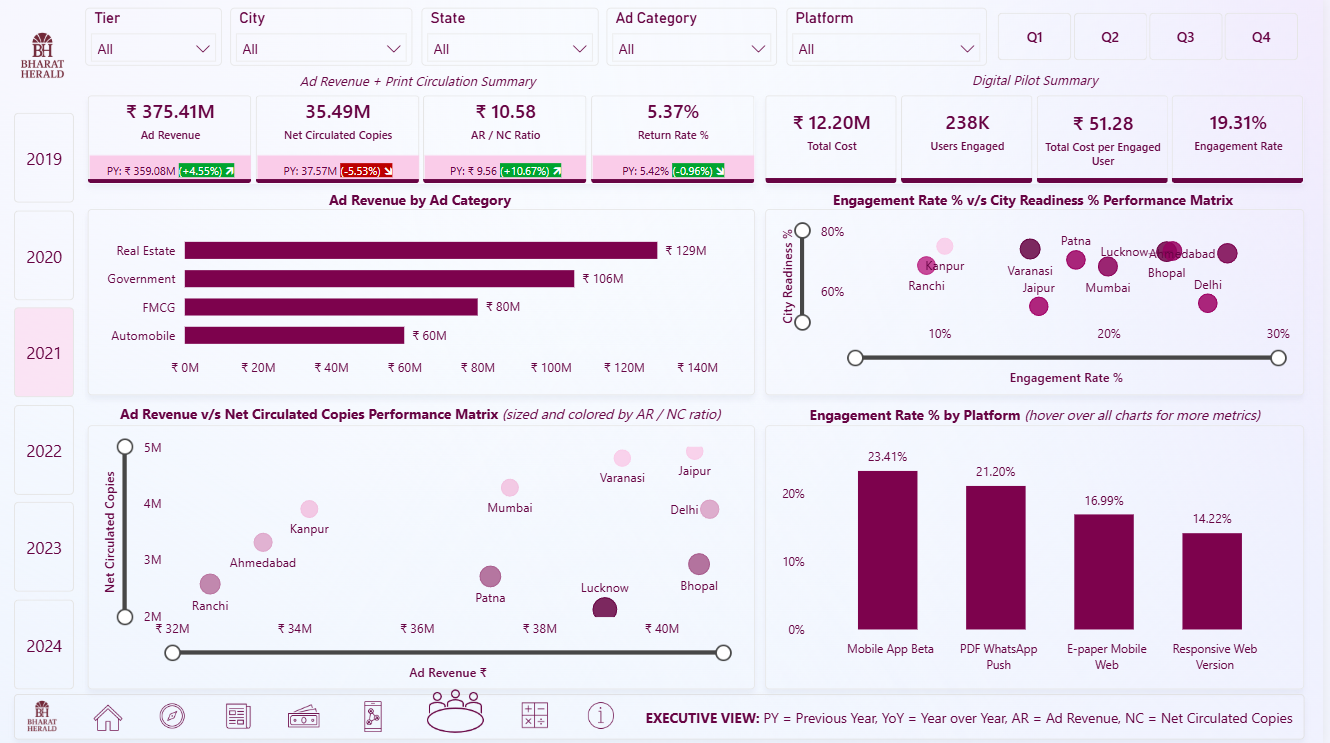 BH
BHARAT
HERALD
Tier
All
City
All
State
All
Ad Category
All
Platform
All
Q1
Q2
Q3
Q4
2019
2020
2021
2022
2023
2024
Ad Revenue + Print Circulation Summary
₹ 375.41M
Ad Revenue
PY: ₹ 359.08M (+4.55%) ⬈
35.49M
Net Circulated Copies
PY: 37.57M (-5.53%) ⬊
₹ 10.58
AR / NC Ratio
PY: ₹ 9.56 (+10.67%) ⬈
5.37%
Return Rate %
PY: 5.42% (-0.96%) ⬊
Digital Pilot Summary
₹ 12.20M
Total Cost
238K
Users Engaged
₹ 51.28
Total Cost per Engaged
User
19.31%
Engagement Rate
Ad Revenue by Ad Category
Real Estate
₹ 129M
Government
₹ 106M
FMCG
₹ 80M
Automobile
₹ 60M
₹ 0M
₹ 20M
₹ 40M
₹ 60M
₹ 80M
₹ 100M
₹ 120M
₹ 140M
Engagement Rate % v/s City Readiness % Performance Matrix
City Readiness %
80%
60%
Kanpur
Ranchi
Varanasi
Jaipur
Patna
Lucknow
Mumbai
Ahmedabad
Bhopal
Delhi
10%
20%
30%
Engagement Rate %
Ad Revenue v/s Net Circulated Copies Performance Matrix (sized and colored by AR / NC ratio)
Net Circulated Copies
5M
4M
3M
2M
Varanasi
Jaipur
Mumbai
Delhi
Kanpur
Ahmedabad
Ranchi
Patna
Lucknow
Bhopal
₹ 32M
₹ 34M
₹ 36M
₹ 38M
₹ 40M
Ad Revenue ₹
Engagement Rate % by Platform (hover over all charts for more metrics)
20%
10%
0%
23.41%
21.20%
16.99%
14.22%
Mobile App Beta
PDF WhatsApp
Push
E-paper Mobile
Web
Responsive Web
Version
BH
BHARAT
HERALD
EXECUTIVE VIEW: PY = Previous Year, YoY = Year over Year, AR = Ad Revenue, NC = Net Circulated Copies